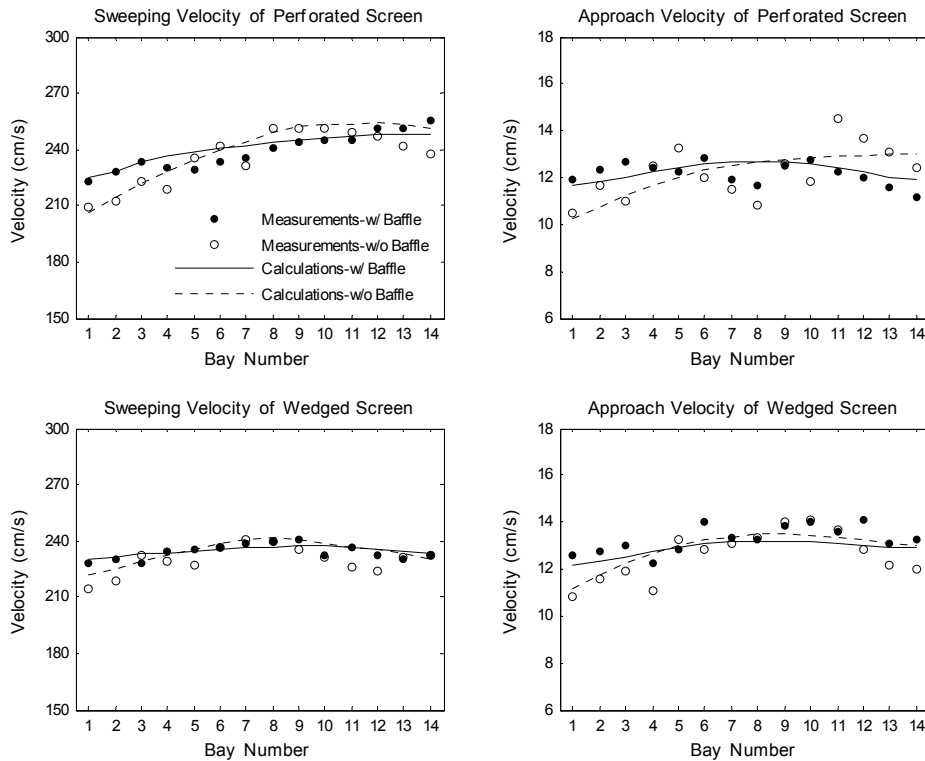 Sweeping Velocity of Perforated Screen
300
270
240
210
180
150
Velocity (cm/s)
Measurements-w/ Baffle
Measurements-w/o Baffle
Calculations-w/ Baffle
Calculations-w/o Baffle
1 2 3 4 5 6 7 8 9 10 11 12 13 14
Bay Number
Approach Velocity of Perforated Screen
18
16
14
12
10
8
6
Velocity (cm/s)
1 2 3 4 5 6 7 8 9 10 11 12 13 14
Bay Number
Sweeping Velocity of Wedged Screen
300
270
240
210
180
150
Velocity (cm/s)
1 2 3 4 5 6 7 8 9 10 11 12 13 14
Bay Number
Approach Velocity of Wedged Screen
18
16
14
12
10
8
6
Velocity (cm/s)
1 2 3 4 5 6 7 8 9 10 11 12 13 14
Bay Number